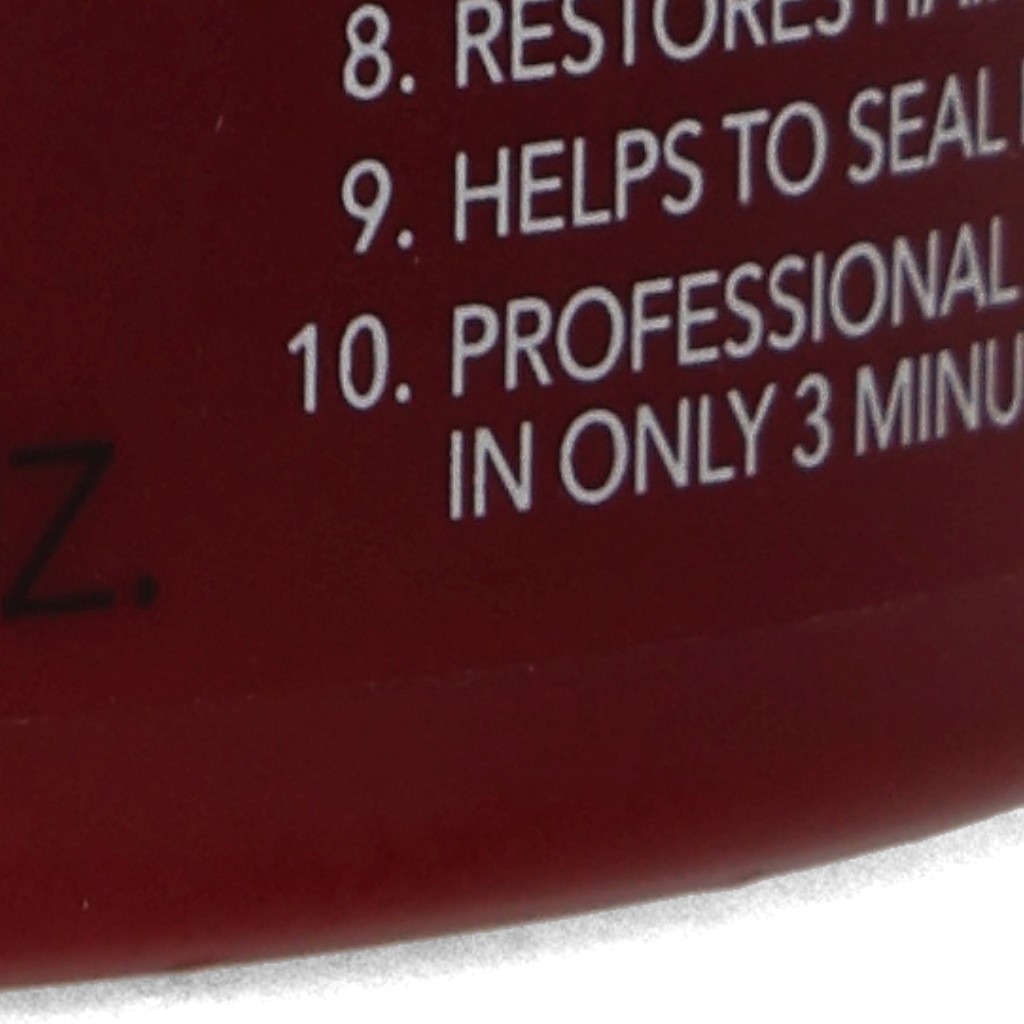 8. RESTORES
9. HELPS TO SEAL
10. PROFESSIONAL
IN ONLY 3
Z.